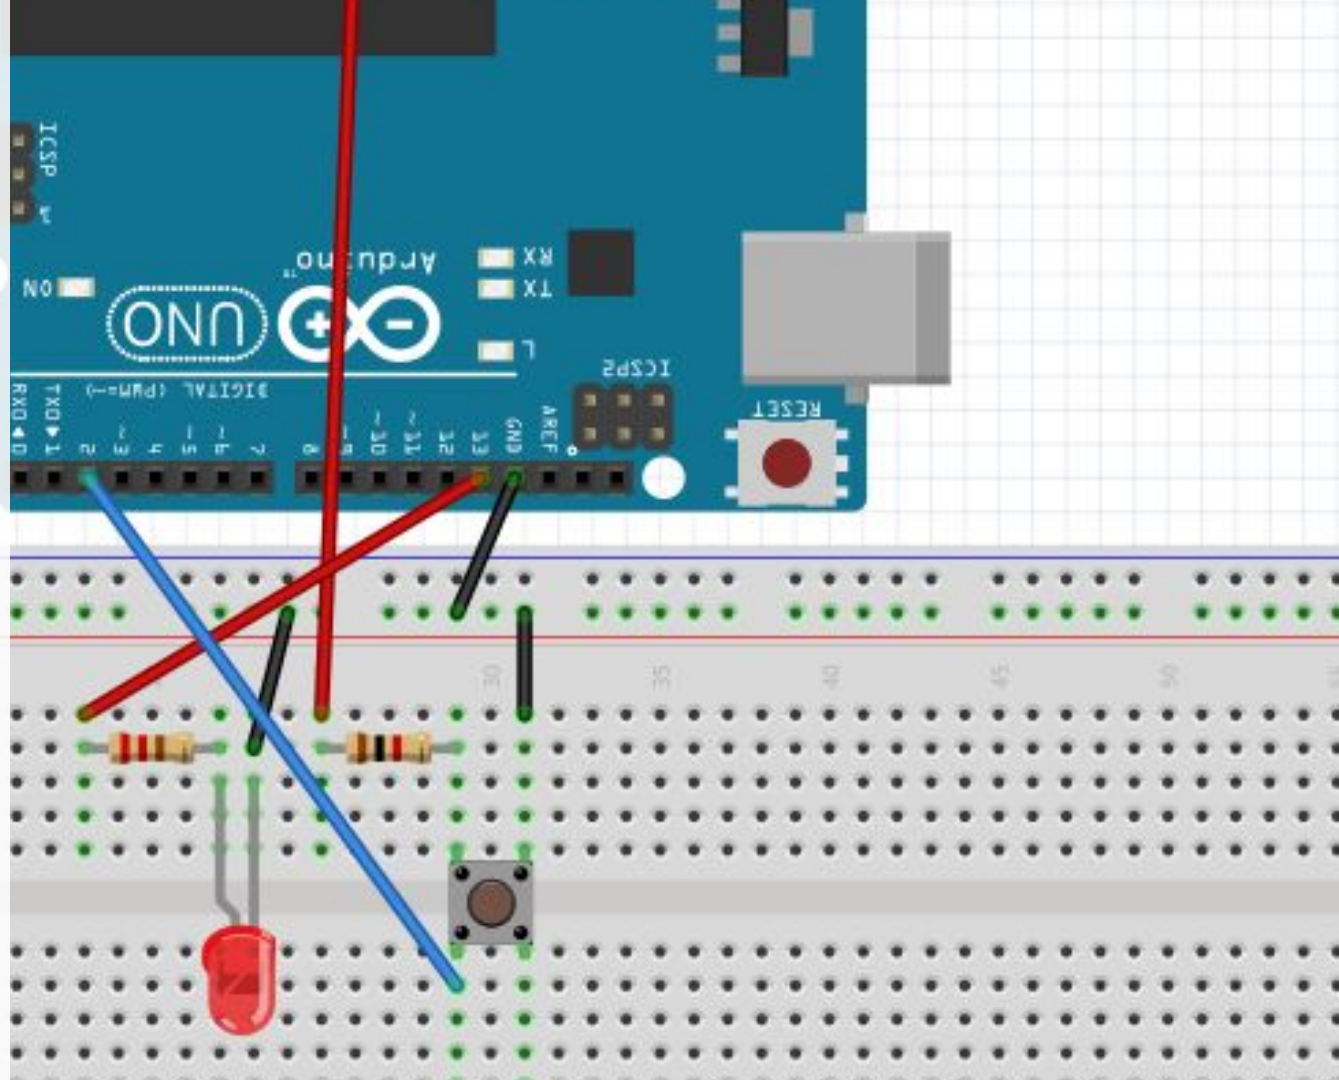 ICSP
ON
UNO
Arduino™
RX
TX
L
ICSP2
RESET
DIGITAL (PWM=~)
RX0◄0
TX0►1
2
~3
4
~5
~6
7
8
~9
~10
~11
12
13
GND
AREF
30
35
40
45
50